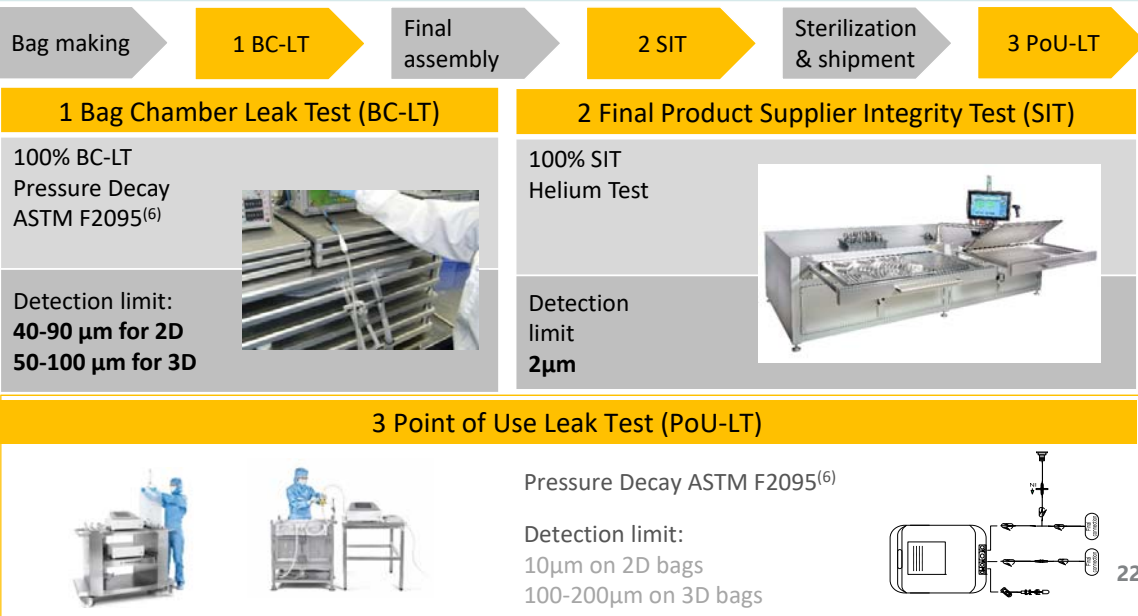 Bag making
1 BC-LT
Final
assembly
2 SIT
Sterilization
& shipment
3 PoU-LT
1 Bag Chamber Leak Test (BC-LT)
100% BC-LT
Pressure Decay
ASTM F2095(6)
Detection limit:
40-90 µm for 2D
50-100 µm for 3D
2 Final Product Supplier Integrity Test (SIT)
100% SIT
Helium Test
Detection
limit
2µm
3 Point of Use Leak Test (PoU-LT)
Pressure Decay ASTM F2095(6)
Detection limit:
10µm on 2D bags
100-200µm on 3D bags
22